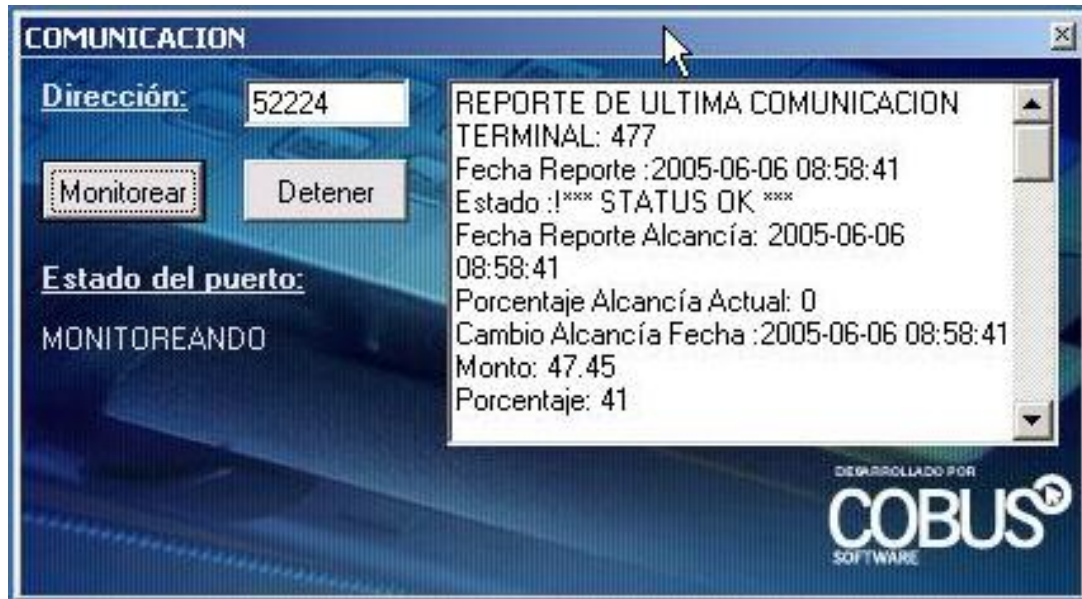 COMUNICACION
Dirección:
52224
Monitorear
Detener
Estado del puerto:
MONITOREANDO
REPORTE DE ULTIMA COMUNICACION
TERMINAL: 477
Fecha Reporte :2005-06-06 08:58:41
Estado :!*** STATUS OK ***
Fecha Reporte Alcancía: 2005-06-06
08:58:41
Porcentaje Alcancía Actual: 0
Cambio Alcancía Fecha :2005-06-06 08:58:41
Monto: 47.45
Porcentaje: 41
DESARROLLADO POR
COBUS
SOFTWARE